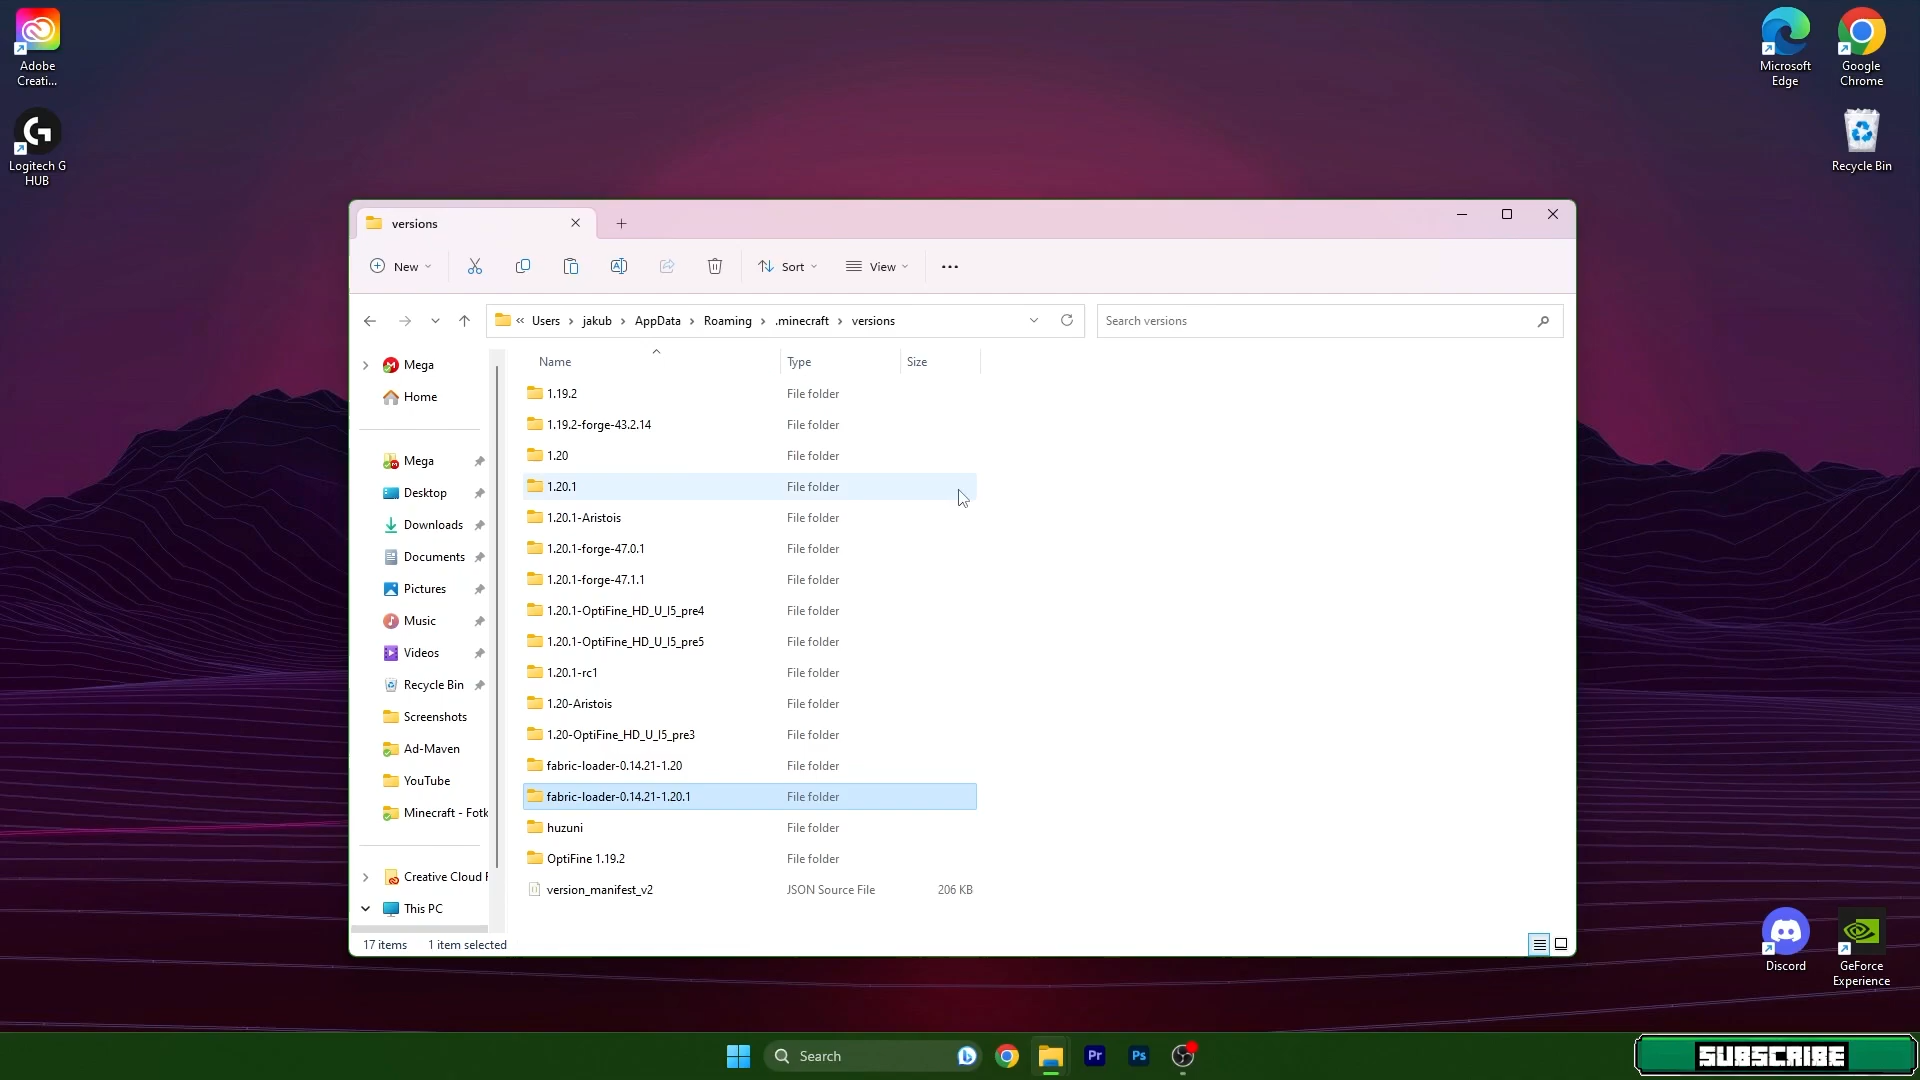 Adobe
Creati...
Logitech G
HUB
Microsoft
Edge
Google
Chrome
Recycle Bin
versions
New
Sort
View
« Users > jakub > AppData > Roaming > .minecraft > versions
Search versions
Name Type Size
Mega
Home
Mega
Desktop
Downloads
Documents
Pictures
Music
Videos
Recycle Bin
Screenshots
Ad-Maven
YouTube
Minecraft - Fotk
Creative Cloud F
This PC
1.19.2 File folder
1.19.2-forge-43.2.14 File folder
1.20 File folder
1.20.1 File folder
1.20.1-Aristois File folder
1.20.1-forge-47.0.1 File folder
1.20.1-forge-47.1.1 File folder
1.20.1-OptiFine_HD_U_I5_pre4 File folder
1.20.1-OptiFine_HD_U_I5_pre5 File folder
1.20.1-rc1 File folder
1.20-Aristois File folder
1.20-OptiFine_HD_U_I5_pre3 File folder
fabric-loader-0.14.21-1.20 File folder
fabric-loader-0.14.21-1.20.1 File folder
huzuni File folder
OptiFine 1.19.2 File folder
version_manifest_v2 JSON Source File 206 KB
17 items 1 item selected
Discord
GeForce
Experience
Search
Pr
Ps
SUBSCRIBE